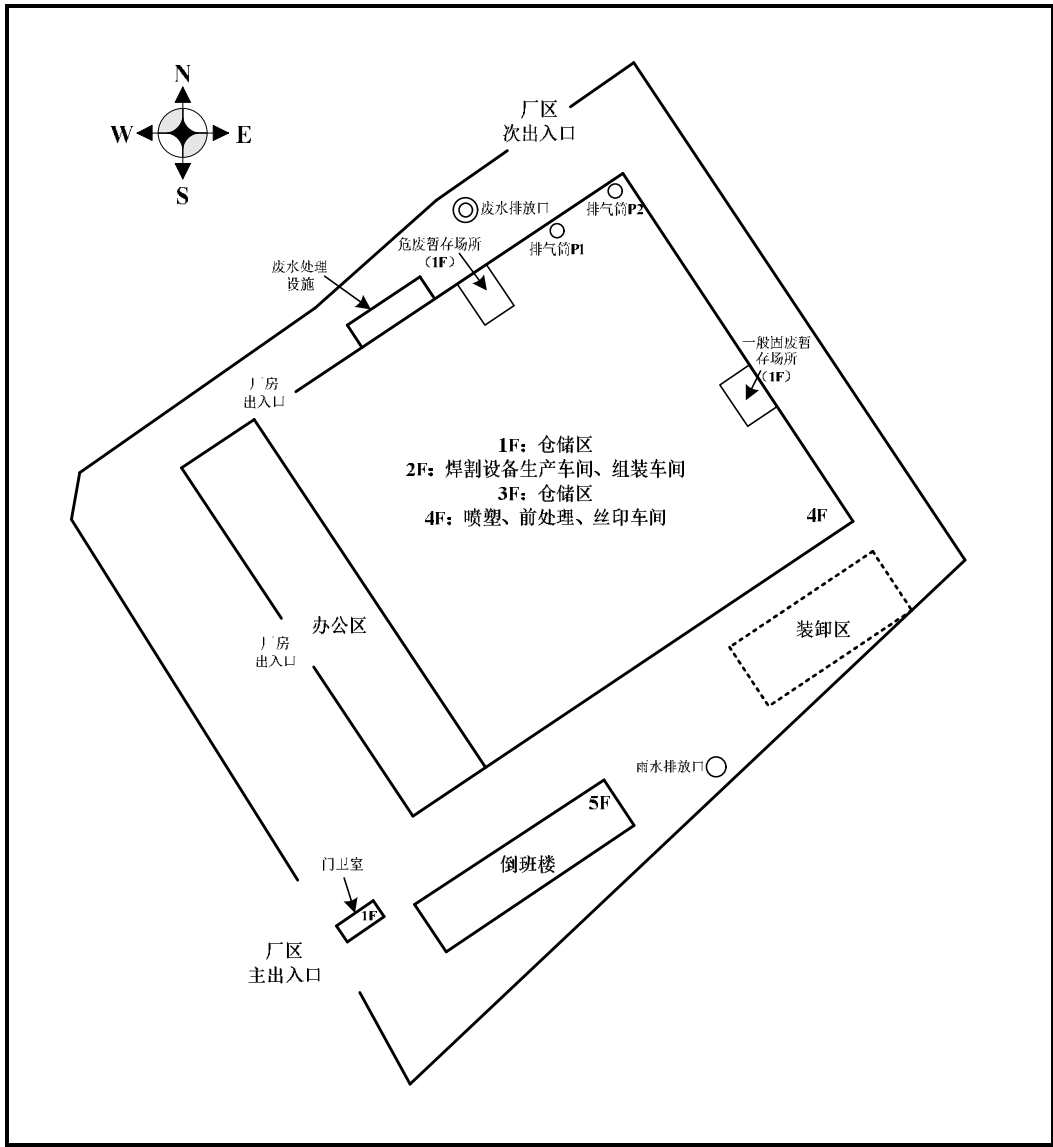 N
W
E
S
厂区
次出入口
废水排放口
排气筒P2
危废暂存场所
（1F）
排气筒P1
废水处理
设施
一般固废暂
存场所
（1F）
厂房
出入口
1F：仓储区
2F：焊割设备生产车间、组装车间
3F：仓储区
4F：喷塑、前处理、丝印车间
4F
办公区
装卸区
厂房
出入口
雨水排放口
5F
倒班楼
门卫室
1F
厂区
主出入口